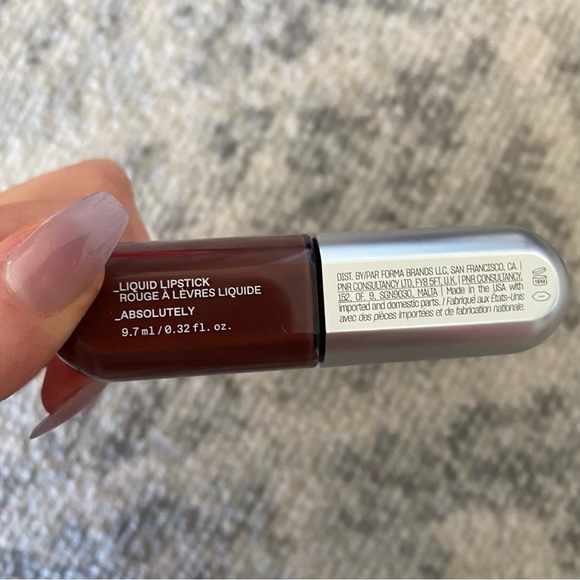 _LIQUID LIPSTICK
ROUGE À LÈVRES LIQUIDE
_ABSOLUTELY
9.7 ml / 0.32 fl. oz.
DIST. BY/PAR FORMA BRANDS LLC, SAN FRANCISCO, CA. |
PNR CONSULTANCY LTD, FY8 5FT, U.K | PNR CONSULTANCY,
152, OF. 9, SGN9030, MALTA | Made in the USA with
imported and domestic parts. / Fabriqué aux États-Unis
avec des pièces importées et de fabrication nationale.